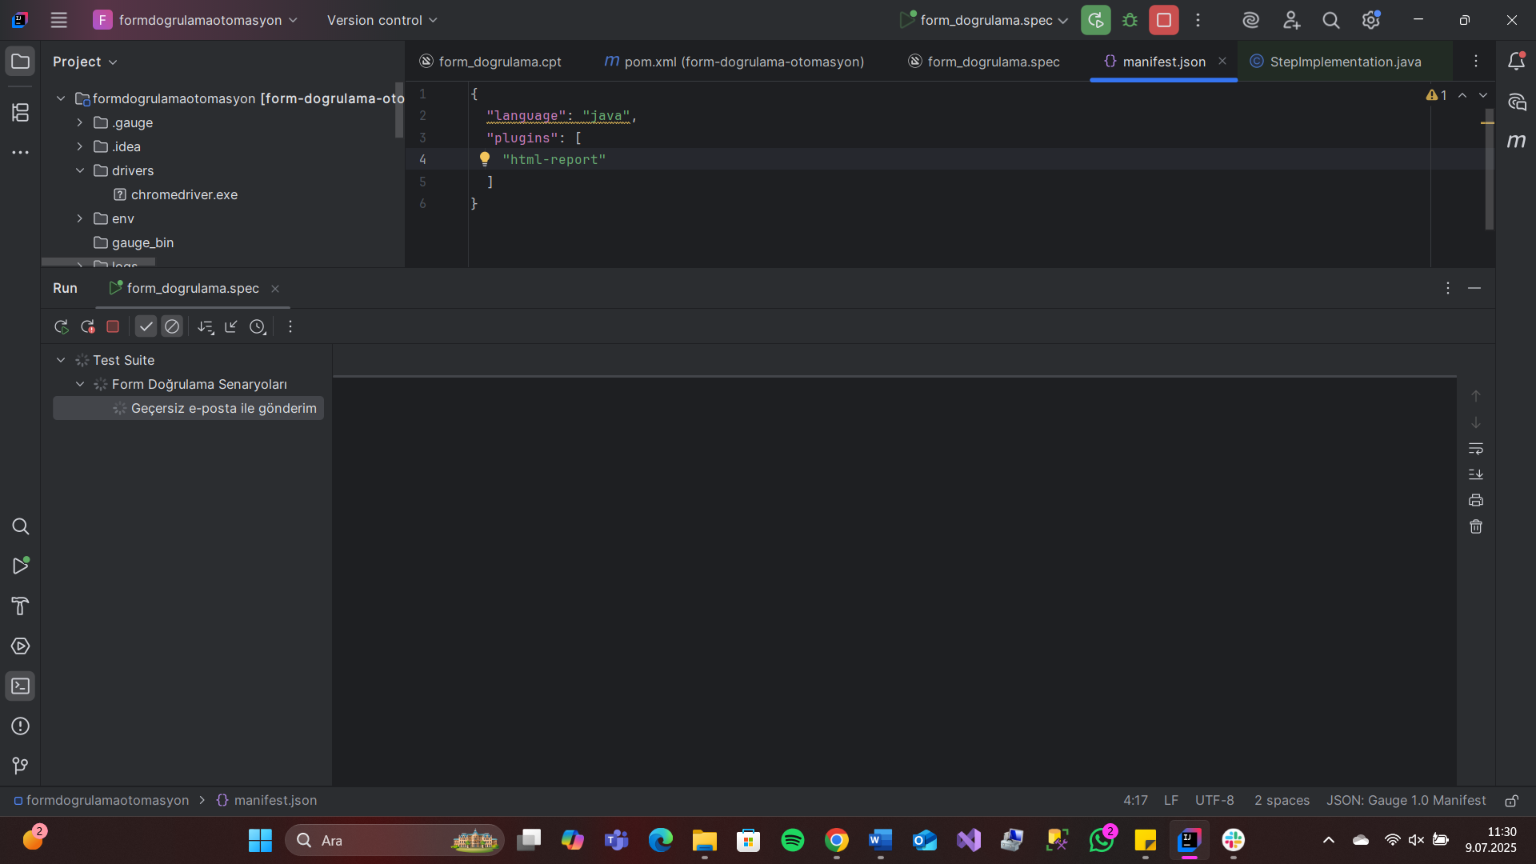 F formdogrulamaotomasyon Version control form_dogrulama.spec
Project
form_dogrulama.cpt m pom.xml (form-dogrulama-otomasyon) form_dogrulama.spec {} manifest.json StepImplementation.java
formdogrulamaotomasyon [form-dogrulama-oto
.gauge
.idea
drivers
chromedriver.exe
env
gauge_bin
logs
1 {
2 "language": "java",
3 "plugins": [
4 "html-report"
5 ]
6 }
1
m
Run form_dogrulama.spec
Test Suite
Form Doğrulama Senaryoları
Geçersiz e-posta ile gönderim
formdogrulamaotomasyon > {} manifest.json 4:17 LF UTF-8 2 spaces JSON: Gauge 1.0 Manifest
2 Ara 2 11:30
9.07.2025